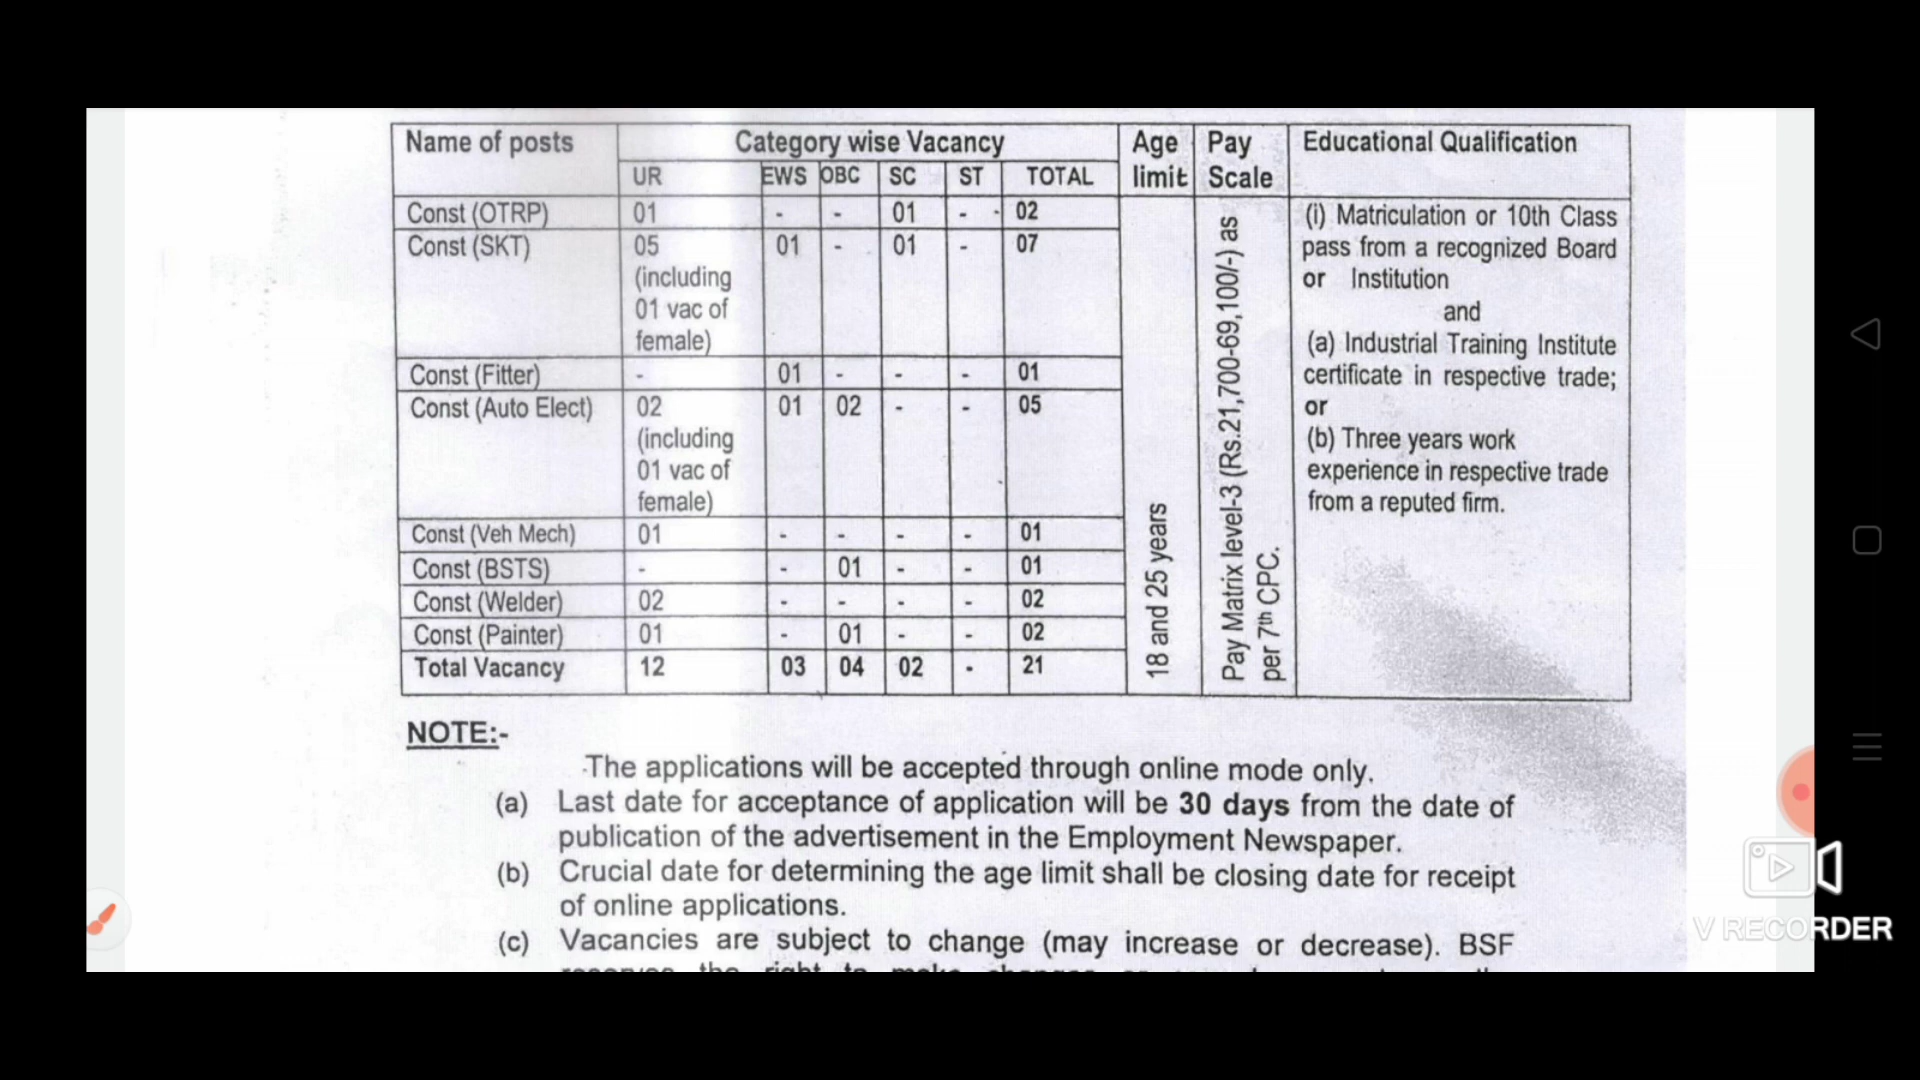 Name of posts Category wise Vacancy Age limit Pay Scale Educational Qualification
UR EWS OBC SC ST TOTAL
Const (OTRP) 01 - - 01 - 02
Const (SKT) 05 (including 01 vac of female) 01 - 01 - 07
Const (Fitter) - 01 - - - 01
Const (Auto Elect) 02 (including 01 vac of female) 01 02 - - 05
Const (Veh Mech) 01 - - - - 01
Const (BSTS) - - 01 - - 01
Const (Welder) 02 - - - - 02
Const (Painter) 01 - 01 - - 02
Total Vacancy 12 03 04 02 - 21
18 and 25 years
Pay Matrix level-3 (Rs.21,700-69,100/-) as
per 7th CPC.
(i) Matriculation or 10th Class
pass from a recognized Board
or Institution
and
(a) Industrial Training Institute
certificate in respective trade;
or
(b) Three years work
experience in respective trade
from a reputed firm.
NOTE:-
The applications will be accepted through online mode only.
(a) Last date for acceptance of application will be 30 days from the date of
publication of the advertisement in the Employment Newspaper.
(b) Crucial date for determining the age limit shall be closing date for receipt
of online applications.
(c) Vacancies are subject to change (may increase or decrease). BSF
the right to make changes
V RECORDER